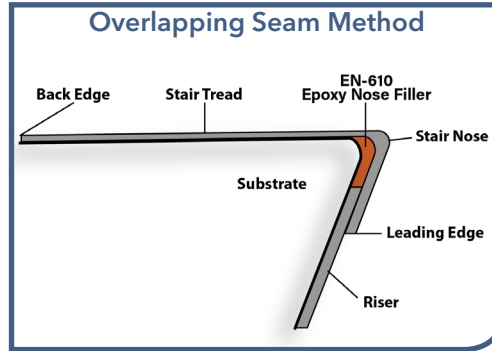 Overlapping Seam Method
EN-610
Epoxy Nose Filler
Back Edge
Stair Tread
Stair Nose
Substrate
Leading Edge
Riser